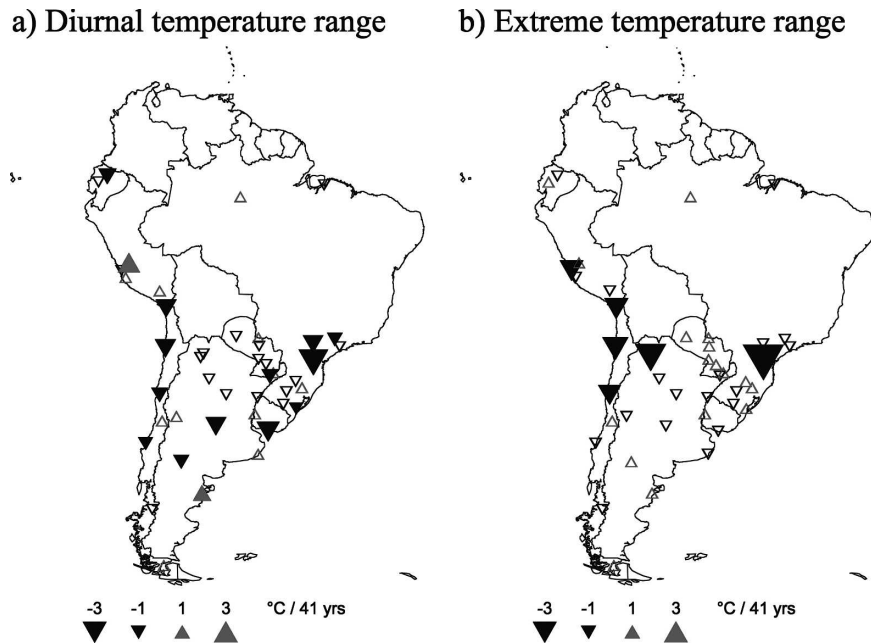 a) Diurnal temperature range
b) Extreme temperature range
-3 -1 1 3 °C / 41 yrs
-3 -1 1 3 °C / 41 yrs